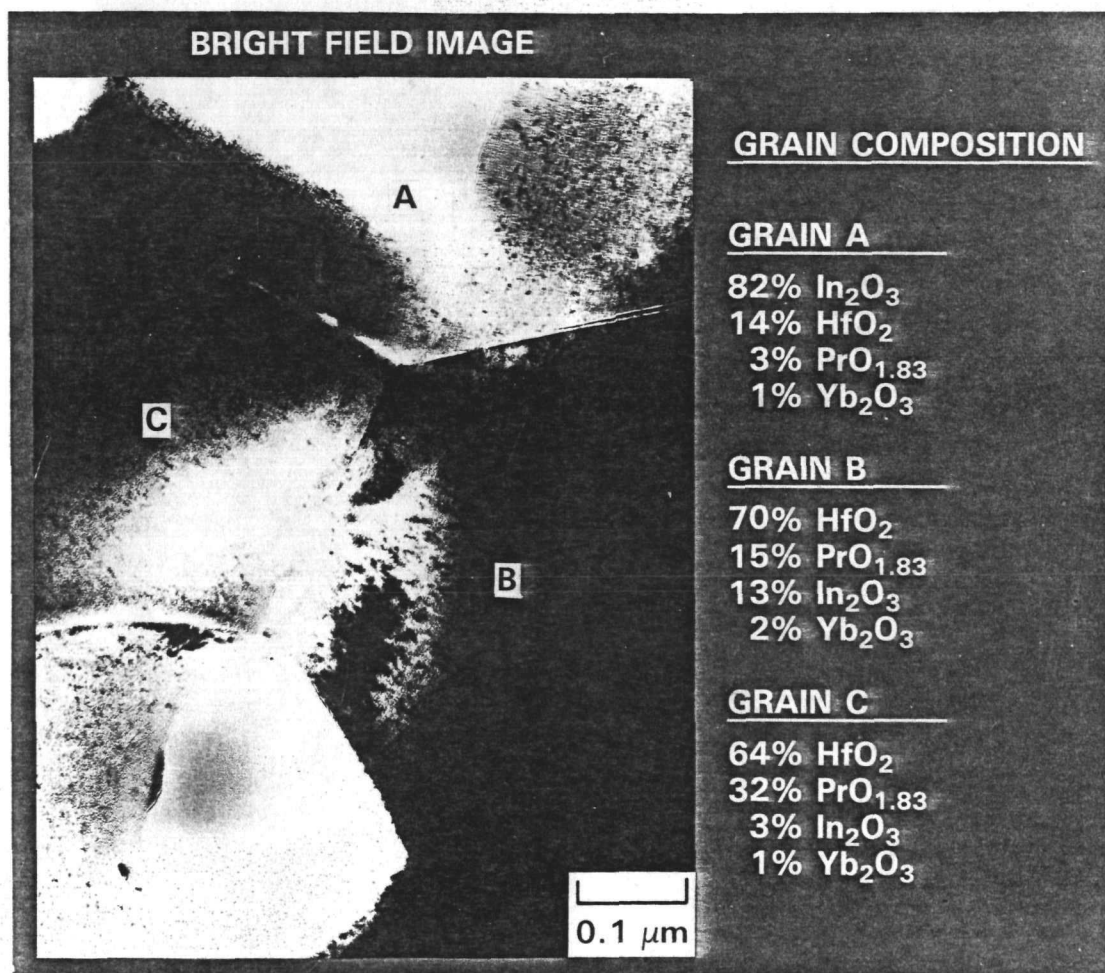 BRIGHT FIELD IMAGE
A
C
B
0.1 μm
GRAIN COMPOSITION
GRAIN A
82% In₂O₃
14% HfO₂
3% PrO₁.₈₃
1% Yb₂O₃
GRAIN B
70% HfO₂
15% PrO₁.₈₃
13% In₂O₃
2% Yb₂O₃
GRAIN C
64% HfO₂
32% PrO₁.₈₃
3% In₂O₃
1% Yb₂O₃